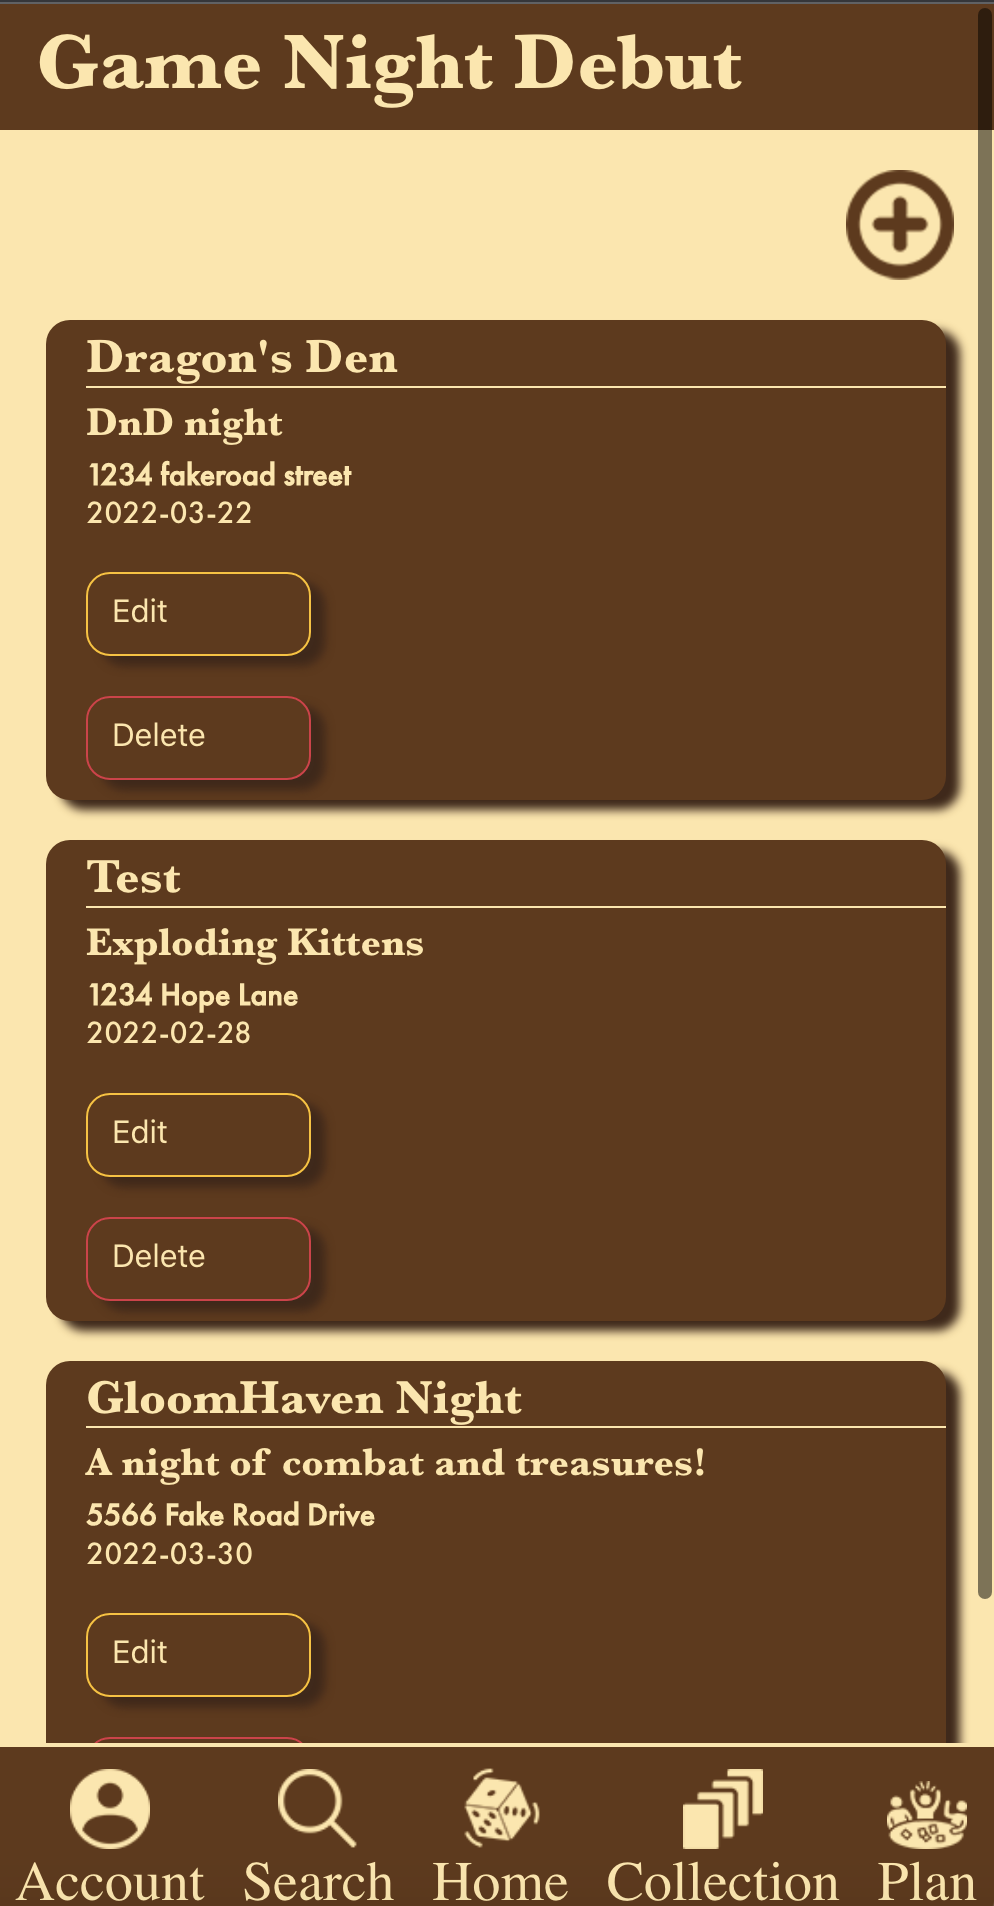 Game Night Debut
Dragon's Den
DnD night
1234 fakeroad street
2022-03-22
Edit
Delete
Test
Exploding Kittens
1234 Hope Lane
2022-02-28
Edit
Delete
GloomHaven Night
A night of combat and treasures!
5566 Fake Road Drive
2022-03-30
Edit
Account Search Home Collection Plan